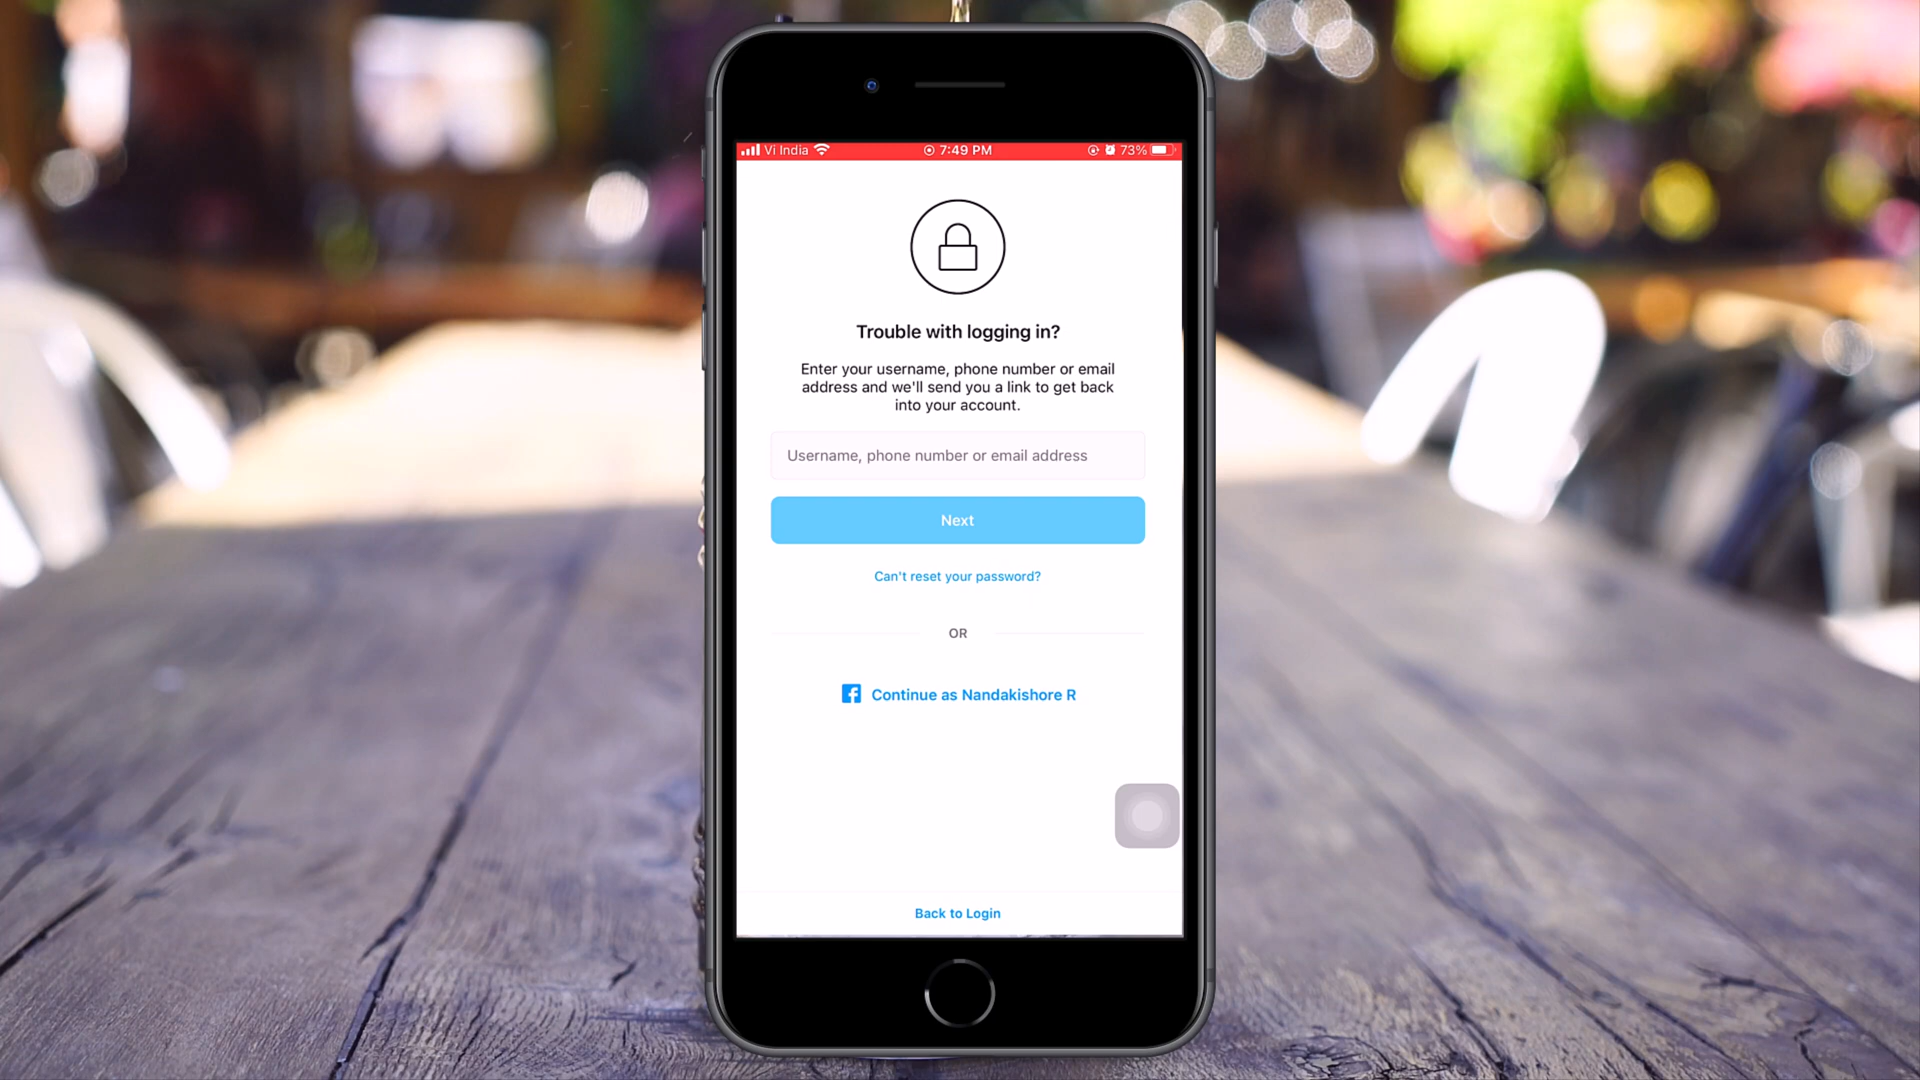 Vi India 7:49 PM 73%
Trouble with logging in?
Enter your username, phone number or email
address and we'll send you a link to get back
into your account.
Username, phone number or email address
Next
Can't reset your password?
OR
Continue as Nandakishore R
Back to Login